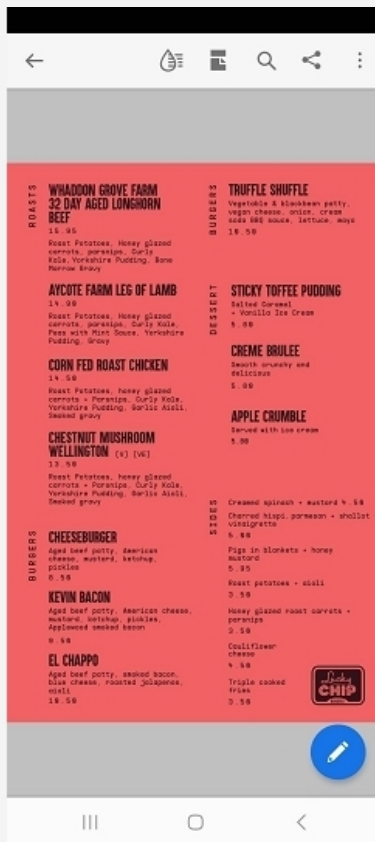 ROASTS
WHADDON GROVE FARM
32 DAY AGED LONGHORN
BEEF
15.95
Roast Potatoes, Honey glazed
carrots, parsnips, Curly
Kale, Yorkshire Pudding, Bone
Marrow Gravy
AYCOTE FARM LEG OF LAMB
14.90
Roast Potatoes, Honey glazed
carrots, parsnips, Curly Kale,
Peas with Mint Sauce, Yorkshire
Pudding, Gravy
CORN FED ROAST CHICKEN
14.50
Roast Potatoes, honey glazed
carrots + Parsnips, Curly Kale,
Yorkshire Pudding, Garlic Aioli,
Smoked gravy
CHESTNUT MUSHROOM
WELLINGTON (V) (VE)
13.50
Roast Potatoes, honey glazed
carrots + Parsnips, Curly Kale,
Yorkshire Pudding, Garlic Aioli,
Smoked gravy
BURGERS
CHEESEBURGER
Aged beef patty, American
cheese, mustard, ketchup,
pickles
8.50
KEVIN BACON
Aged beef patty, American cheese,
mustard, ketchup, pickles,
Applewood smoked bacon
9.50
EL CHAPPO
Aged beef patty, smoked bacon,
blue cheese, roasted jalapenos,
aioli
10.50
BURGERS
TRUFFLE SHUFFLE
Vegetable & blackbean patty,
vegan cheese, onion, cream
soda BBQ sauce, lettuce, mayo
10.50
DESSERT
STICKY TOFFEE PUDDING
Salted Caramel
+ Vanilla Ice Cream
5.00
CREME BRULEE
Smooth crunchy and
delicious
5.00
APPLE CRUMBLE
Served with ice cream
5.00
SIDES
Creamed spinach + mustard 4.50
Charred hispi, parmesan + shallot
vinaigrette
5.00
Pigs in blankets + honey
mustard
5.95
Roast potatoes + aioli
3.50
Honey glazed roast carrots +
parsnips
3.50
Cauliflower
cheese
4.50
Triple cooked
fries
3.50
Lucky
CHIP